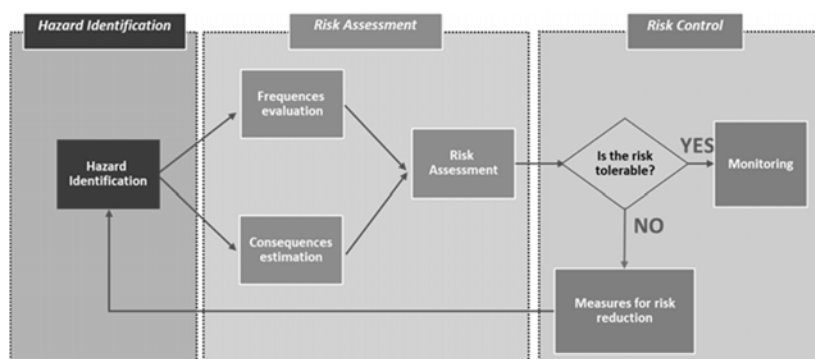 Hazard Identification
Risk Assessment
Risk Control
Frequences
evaluation
Hazard
Identification
Risk
Assessment
Is the risk
tolerable?
YES
Monitoring
Consequences
estimation
NO
Measures for risk
reduction